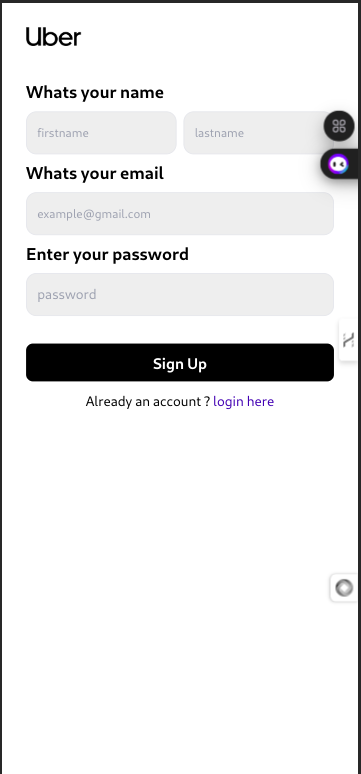 Uber
Whats your name
firstname lastname
Whats your email
example@gmail.com
Enter your password
password
Sign Up
Already an account ? login here